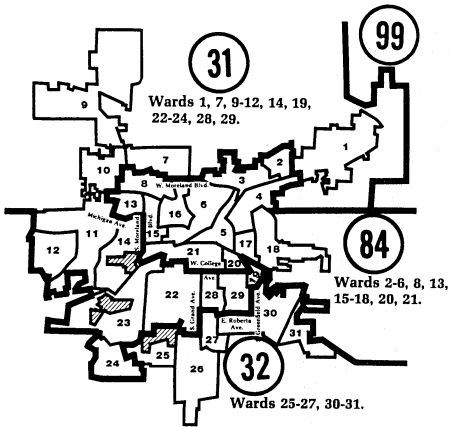 99
31
Wards 1, 7, 9-12, 14, 19,
22-24, 28, 29.
9
1
7
2
10
3
8
W. Moreland Blvd.
4
13
6
16
Michigan Ave.
S. Moreland
Blvd.
11
14
15
5
17
18
84
12
21
W. College
Ave
20
19
Wards 2-6, 8, 13,
15-18, 20, 21.
22
28
29
S. Grand Ave.
Greenfield Ave.
30
23
E. Roberta
Ave.
31
27
25
24
26
32
Wards 25-27, 30-31.